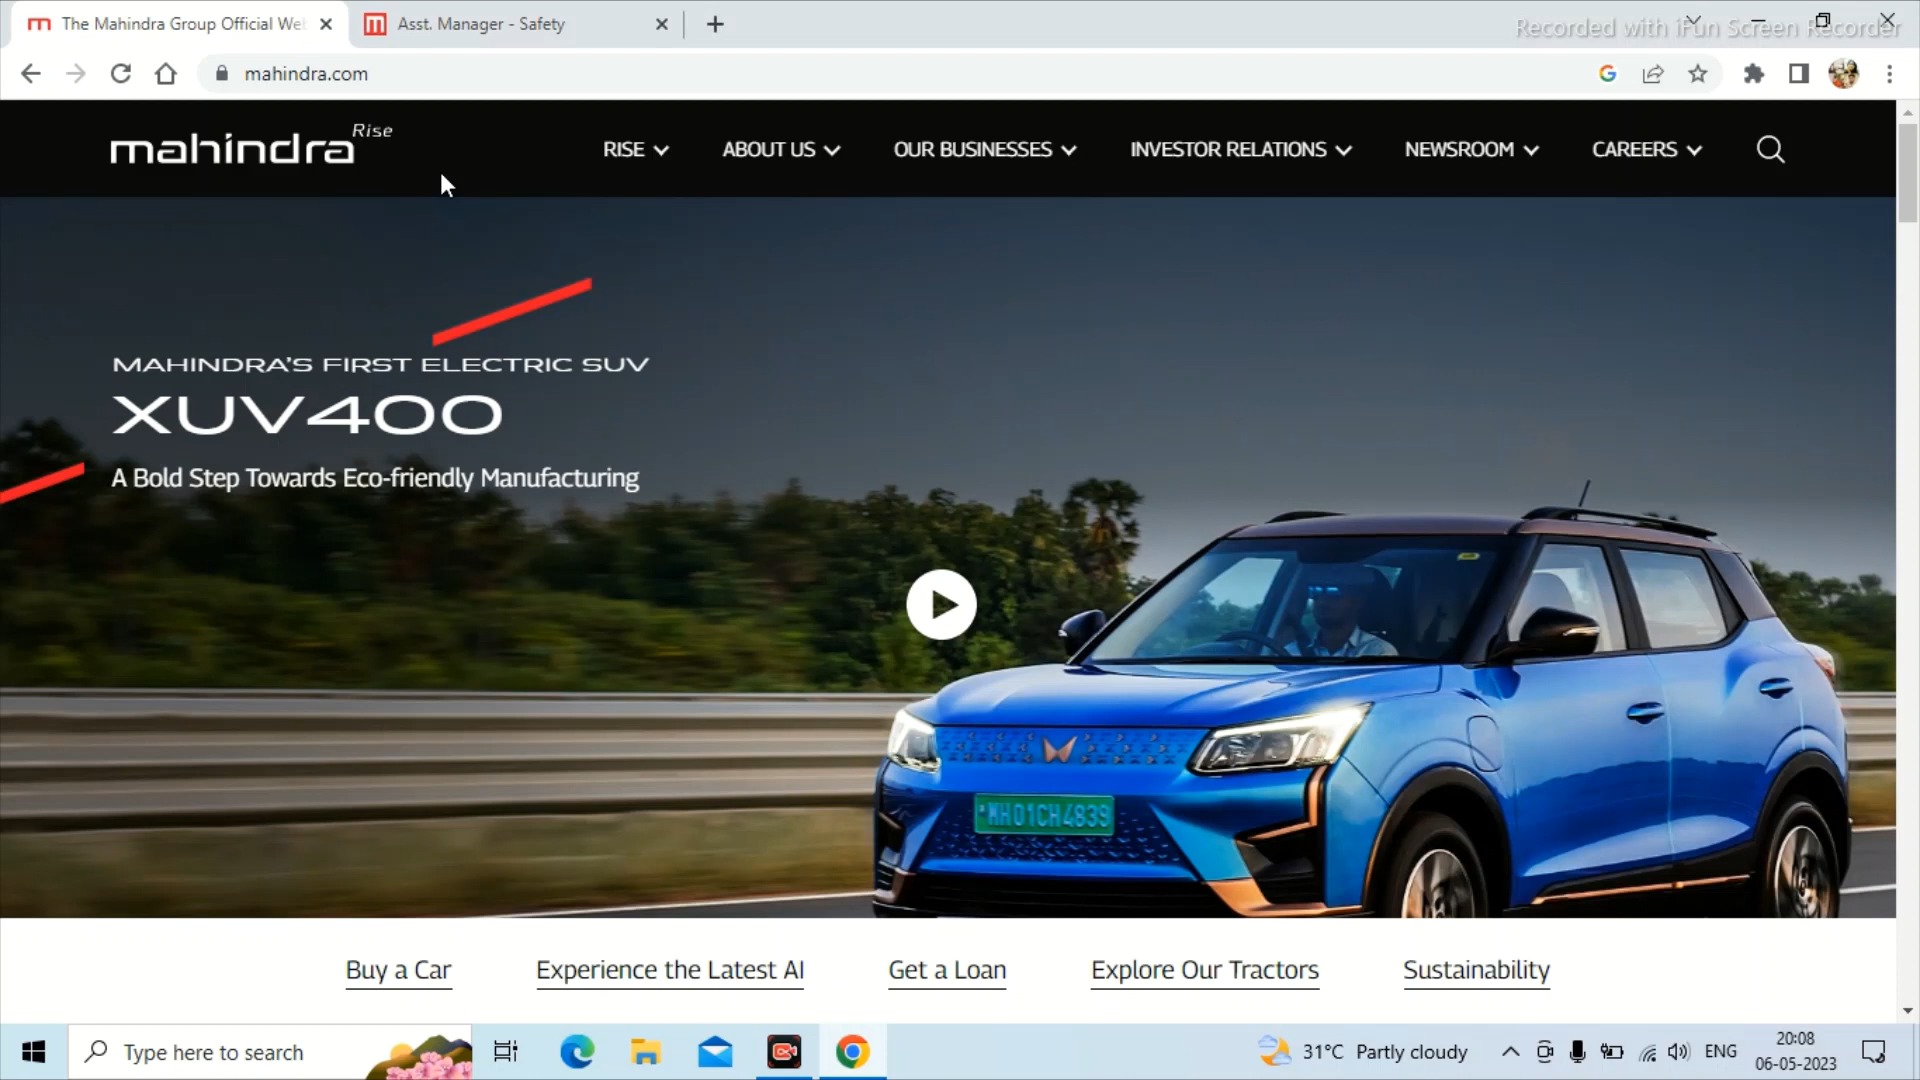 The Mahindra Group Official We
Asst. Manager - Safety
Recorded with iFun Screen Recorder
mahindra.com
mahindra Rise
RISE
ABOUT US
OUR BUSINESSES
INVESTOR RELATIONS
NEWSROOM
CAREERS
MAHINDRA'S FIRST ELECTRIC SUV
XUV400
A Bold Step Towards Eco-friendly Manufacturing
MH01CH4839
Buy a Car
Experience the Latest AI
Get a Loan
Explore Our Tractors
Sustainability
Type here to search
31°C Partly cloudy
ENG
20:08
06-05-2023